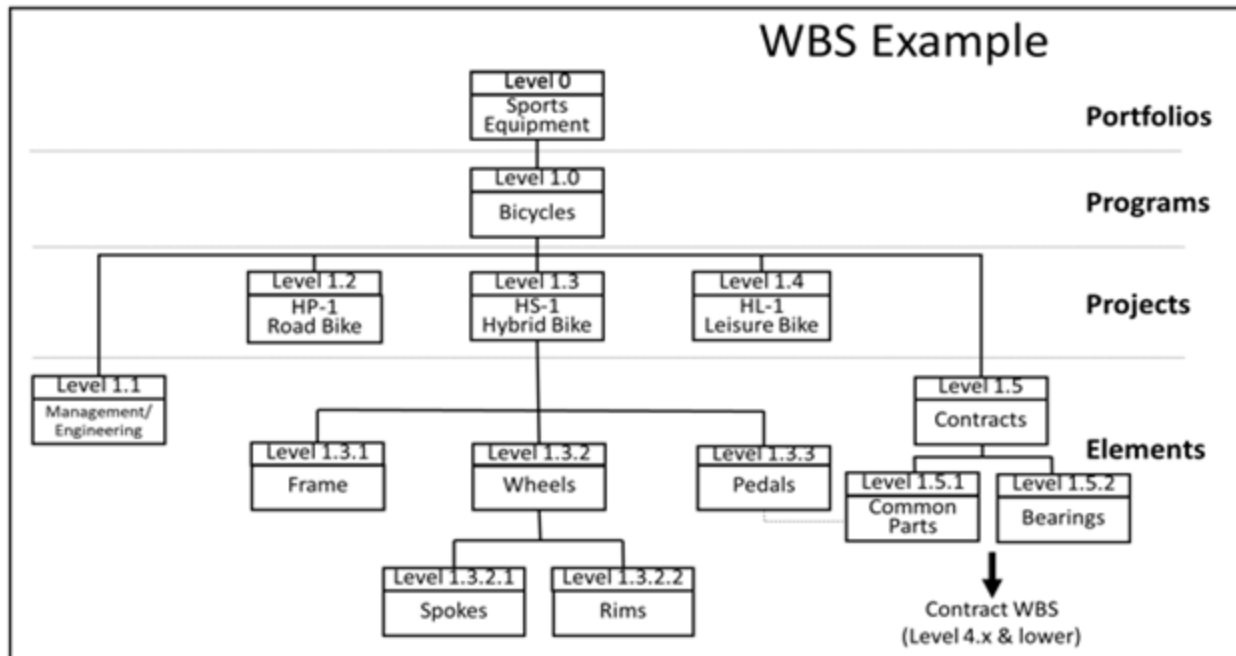 WBS Example
Level 0
Sports
Equipment
Portfolios
Level 1.0
Bicycles
Programs
Level 1.2
HP-1
Road Bike
Level 1.3
HS-1
Hybrid Bike
Level 1.4
HL-1
Leisure Bike
Projects
Level 1.1
Management/
Engineering
Level 1.5
Contracts
Elements
Level 1.3.1
Frame
Level 1.3.2
Wheels
Level 1.3.3
Pedals
Level 1.5.1
Common
Parts
Level 1.5.2
Bearings
Level 1.3.2.1
Spokes
Level 1.3.2.2
Rims
Contract WBS
(Level 4.x & lower)